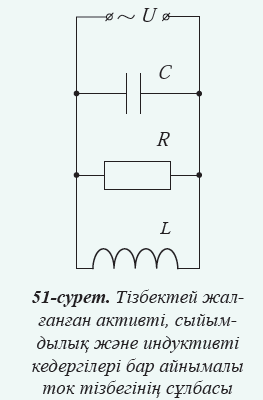 ~ U
C
R
L
51-сурет. Тізбектей жал-
ғанған активті, сыйым-
дылық және индуктивті
кедергілері бар айнымалы
ток тізбегінің сұлбасы